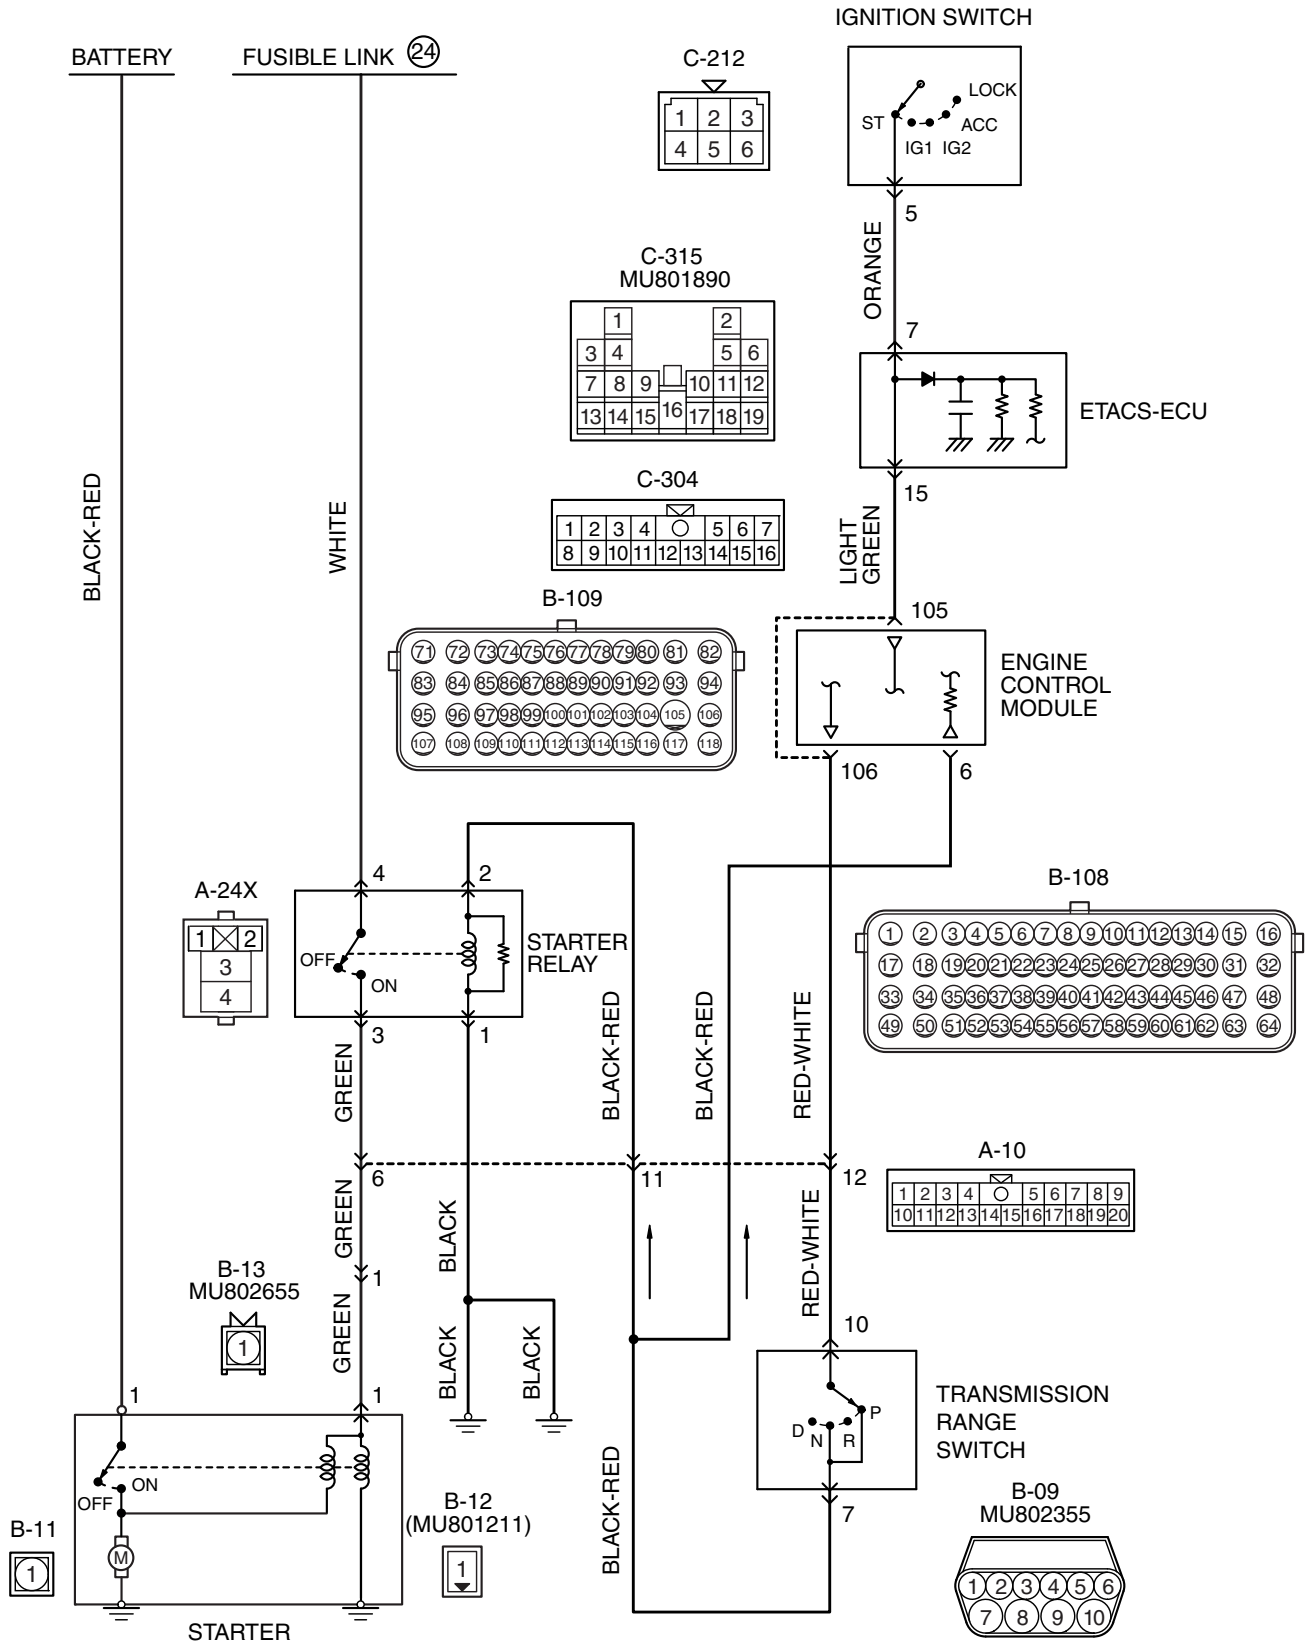 IGNITION SWITCH
BATTERY
FUSIBLE LINK 24
C-212
1 2 3
4 5 6
LOCK
ST
ACC
IG1 IG2
5
ORANGE
C-315
MU801890
1 2
3 4 5 6
7 8 9 10 11 12
13 14 15 16 17 18 19
7
ETACS-ECU
15
LIGHT
GREEN
C-304
1 2 3 4 5 6 7
8 9 10 11 12 13 14 15 16
BLACK-RED
WHITE
B-109
71 72 73 74 75 76 77 78 79 80 81 82
83 84 85 86 87 88 89 90 91 92 93 94
95 96 97 98 99 100 101 102 103 104 105 106
107 108 109 110 111 112 113 114 115 116 117 118
105
ENGINE
CONTROL
MODULE
106
6
A-24X
1 2
3
4
4
2
STARTER
RELAY
OFF
ON
3
1
B-108
1 2 3 4 5 6 7 8 9 10 11 12 13 14 15 16
17 18 19 20 21 22 23 24 25 26 27 28 29 30 31 32
33 34 35 36 37 38 39 40 41 42 43 44 45 46 47 48
49 50 51 52 53 54 55 56 57 58 59 60 61 62 63 64
GREEN
BLACK-RED
BLACK-RED
RED-WHITE
6
11
12
A-10
1 2 3 4 5 6 7 8 9
10 11 12 13 14 15 16 17 18 19 20
GREEN
BLACK
RED-WHITE
B-13
MU802655
1
1
GREEN
BLACK
BLACK
10
1
1
P
D
N
R
TRANSMISSION
RANGE
SWITCH
7
ON
OFF
M
B-11
1
B-12
(MU801211)
1
BLACK-RED
B-09
MU802355
1 2 3 4 5 6
7 8 9 10
STARTER